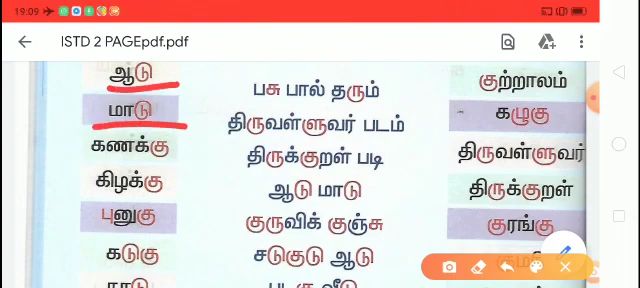 19:09
ISTD 2 PAGEpdf.pdf
ஆடு
மாடு
கணக்கு
கிழக்கு
புனுகு
கடுகு
பசு பால் தரும்
திருவள்ளுவர் படம்
திருக்குறள் படி
ஆடு மாடு
குருவிக் குஞ்சு
சடுகுடு ஆடு
குற்றாலம்
கழுகு
திருவள்ளுவர்
திருக்குறள்
குரங்கு